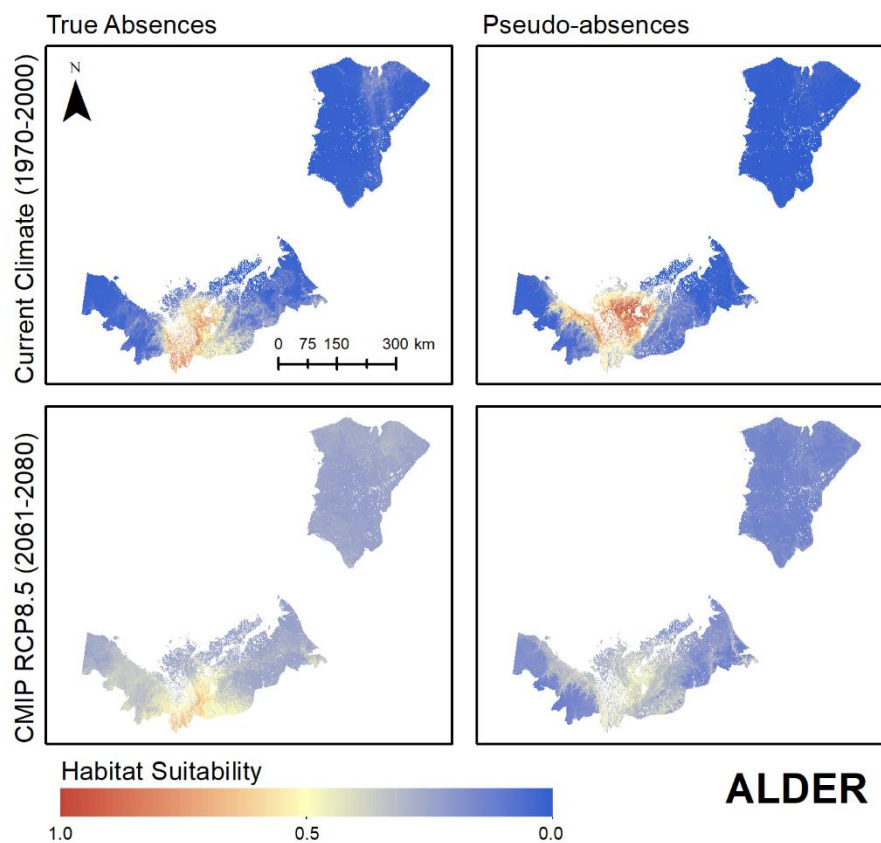 True Absences
Pseudo-absences
Current Climate (1970-2000)
N
0 75 150 300 km
CMIP RCP8.5 (2061-2080)
Habitat Suitability
1.0 0.5 0.0
ALDER